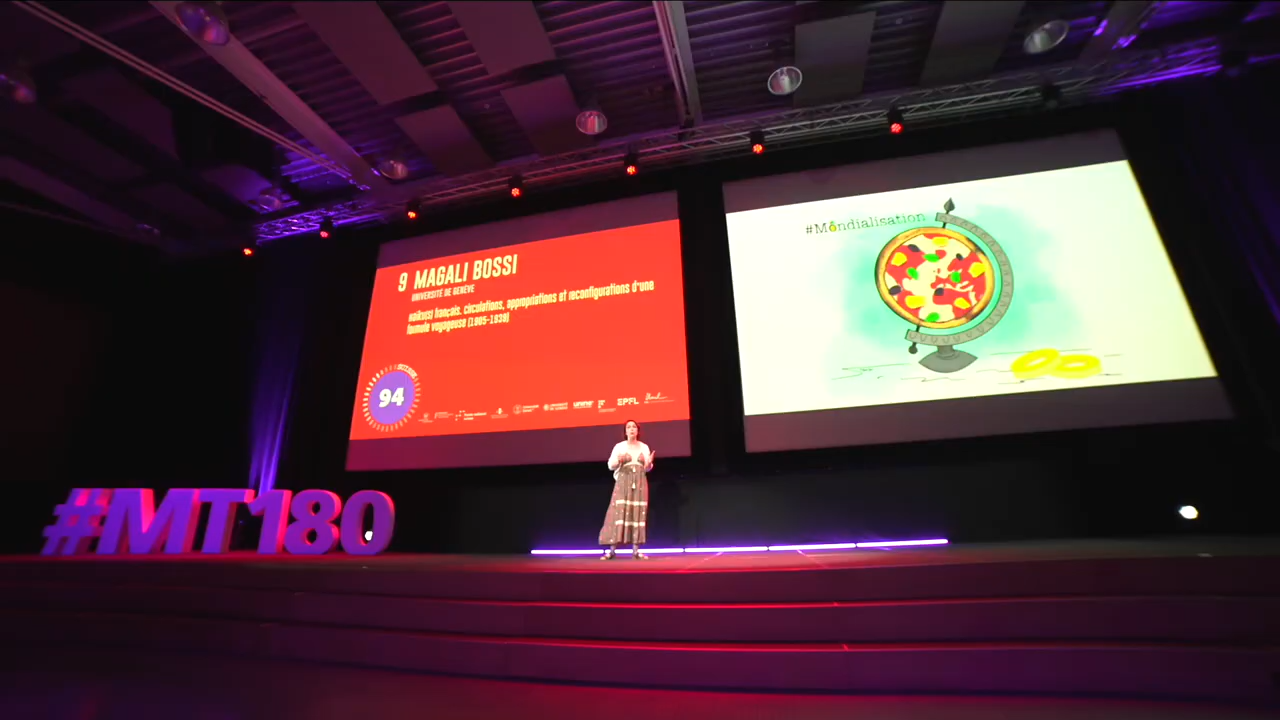 9 MAGALI BOSSI
UNIVERSITÉ DE GENÈVE
Haïku(s) français. circulations, appropriations et reconfigurations d'une
formule voyageuse (1905-1939)
94
EPFL
#Mondialisation
#MT180